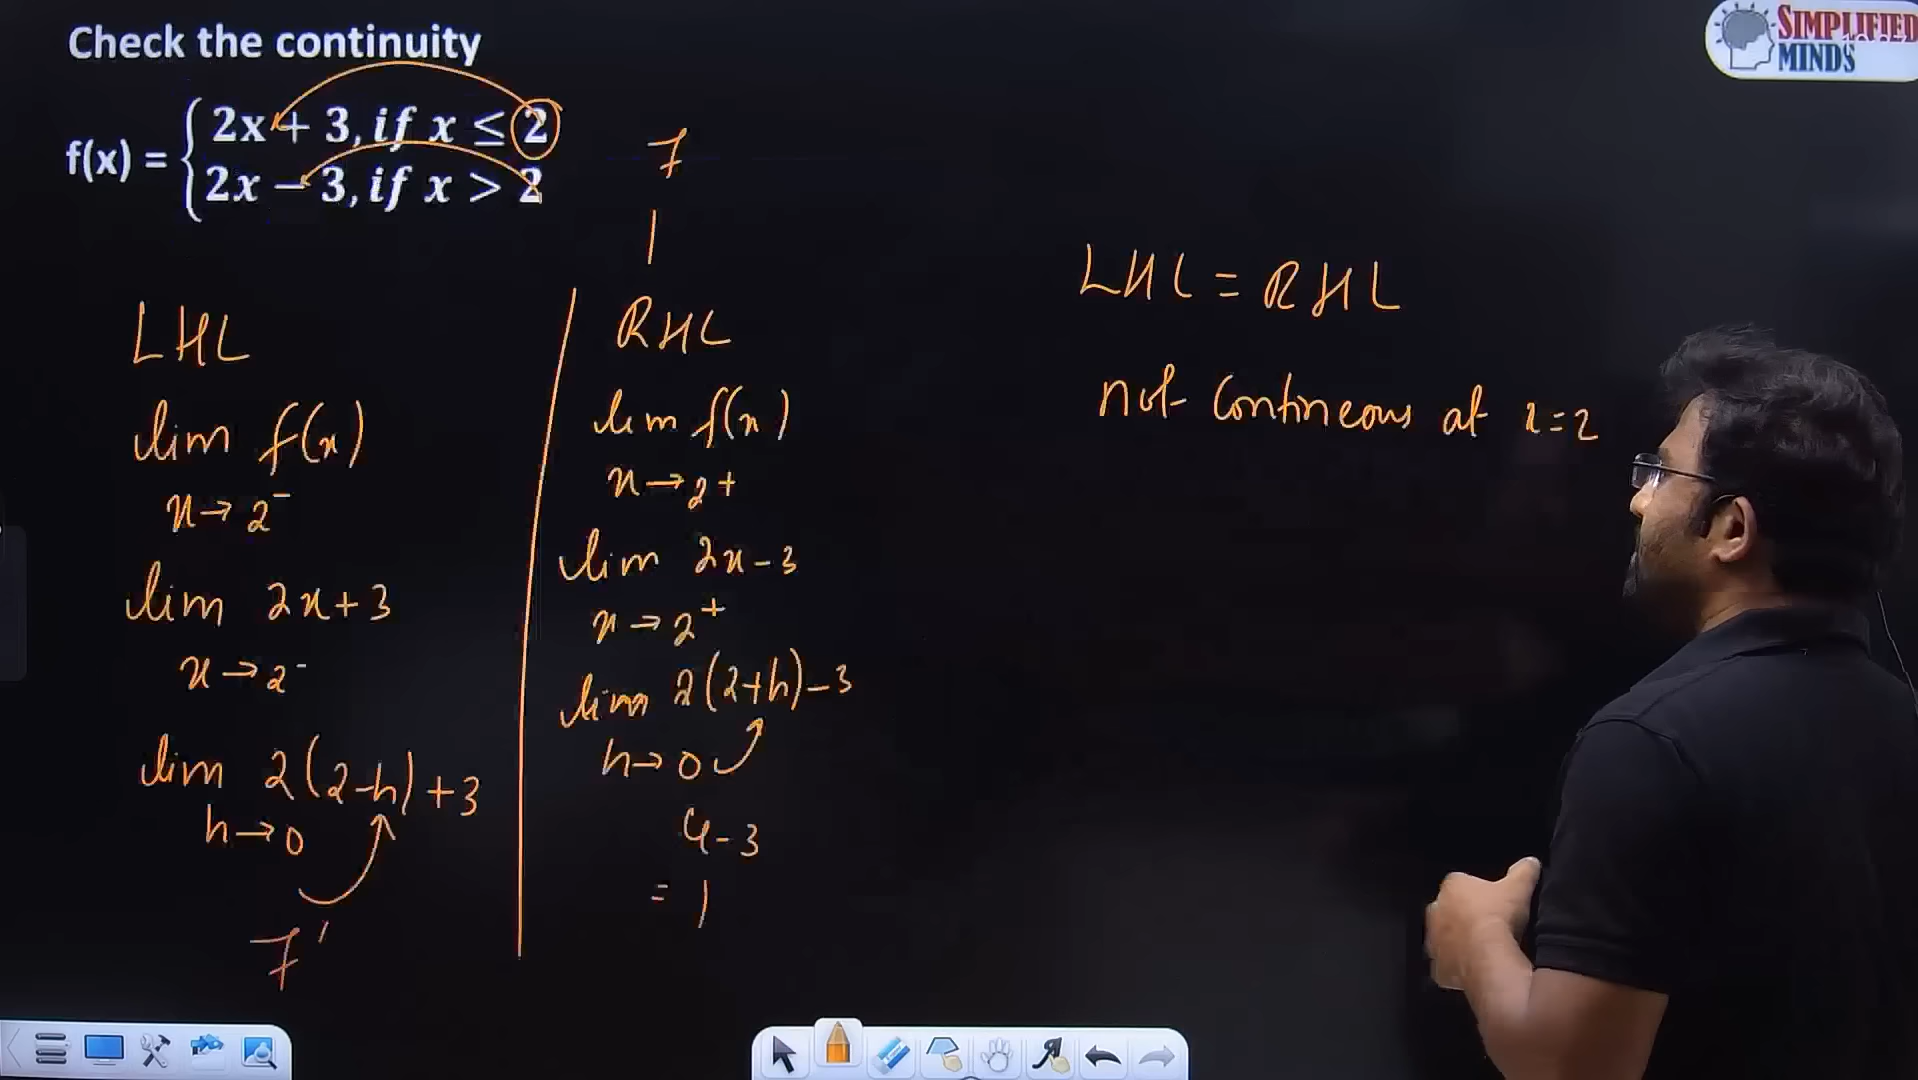 Check the continuity
SIMPLIFIED
MINDS
f(x) = { 2x + 3, if x ≤ 2
2x − 3, if x > 2
7
1
LHL
lim f(x)
x→2⁻
lim 2x+3
x→2⁻
lim 2(2-h)+3
h→0
7
RHL
lim f(x)
x→2+
lim 2x-3
x→2⁺
lim 2(2+h)-3
h→0
4-3
= 1
LHL = RHL
not contineous at x=2